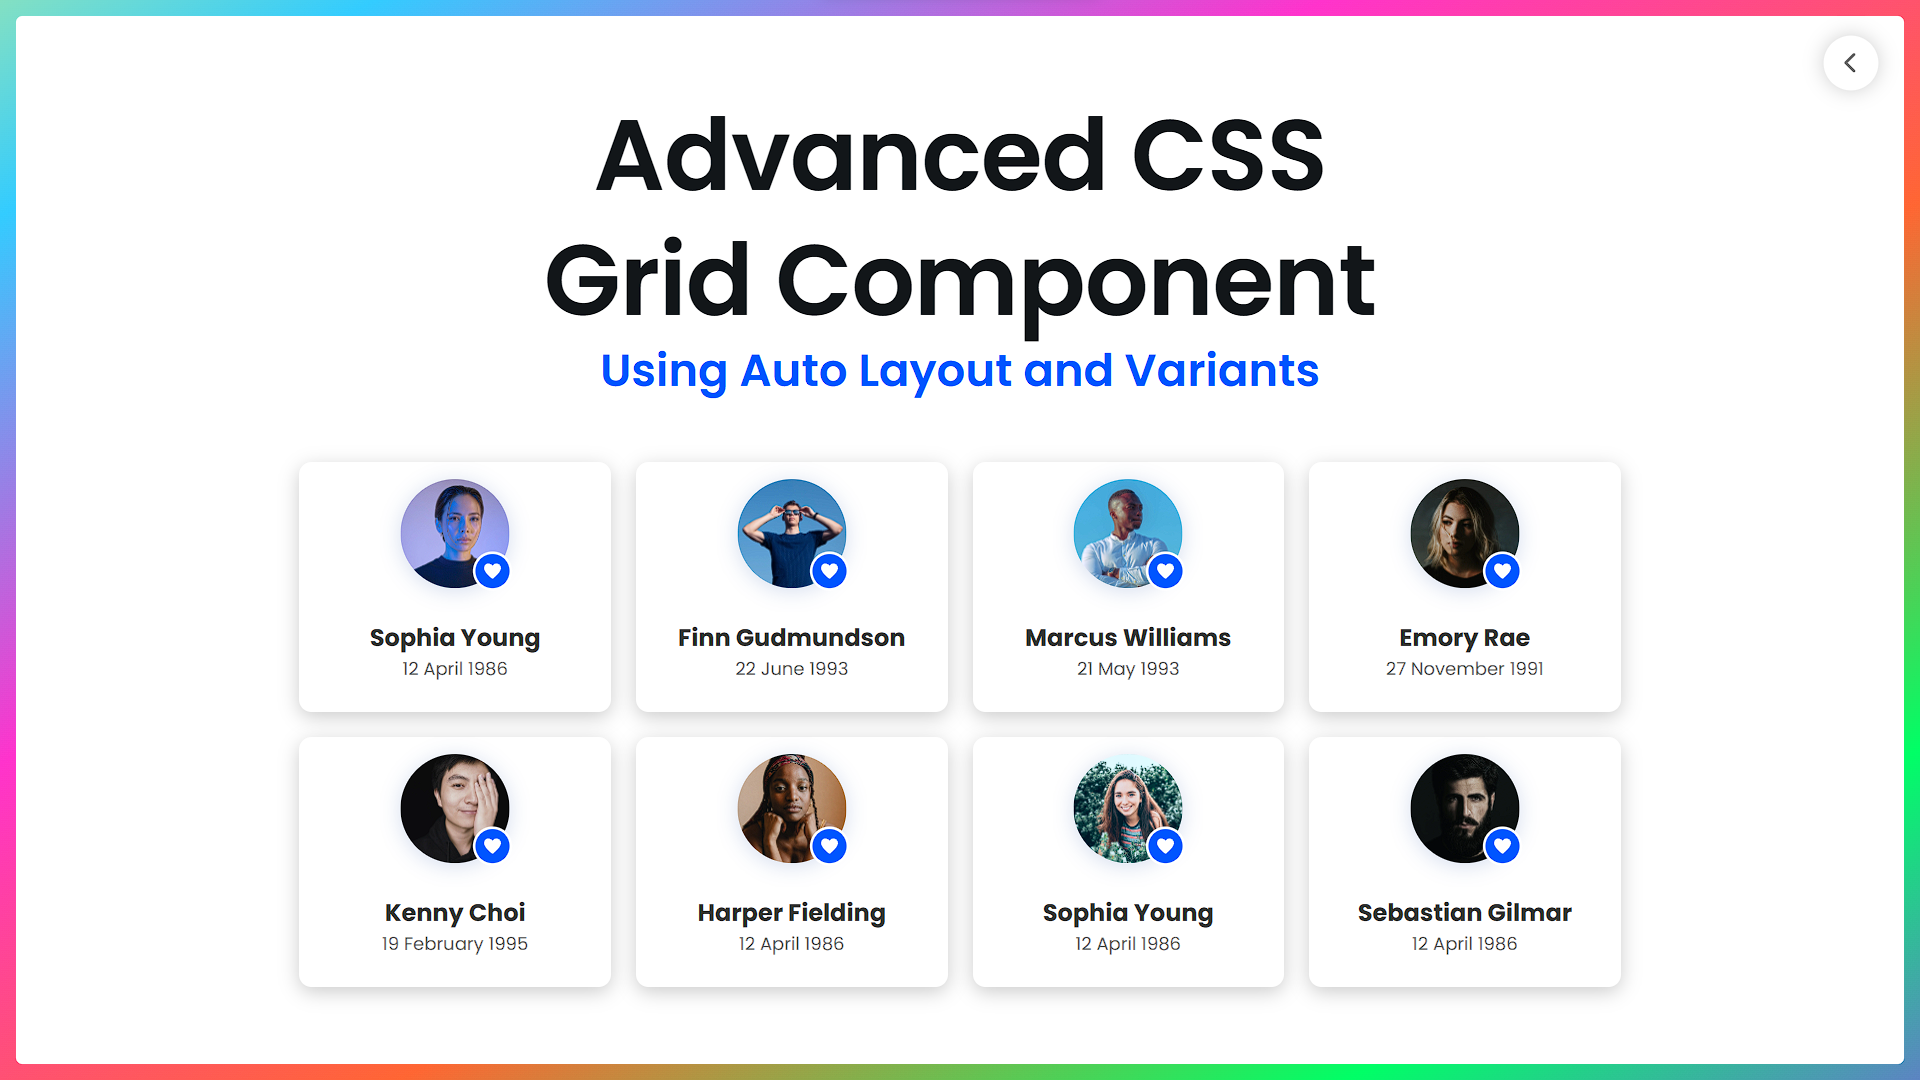 Advanced CSS
Grid Component
Using Auto Layout and Variants
Sophia Young
12 April 1986
Finn Gudmundson
22 June 1993
Marcus Williams
21 May 1993
Emory Rae
27 November 1991
Kenny Choi
19 February 1995
Harper Fielding
12 April 1986
Sophia Young
12 April 1986
Sebastian Gilmar
12 April 1986